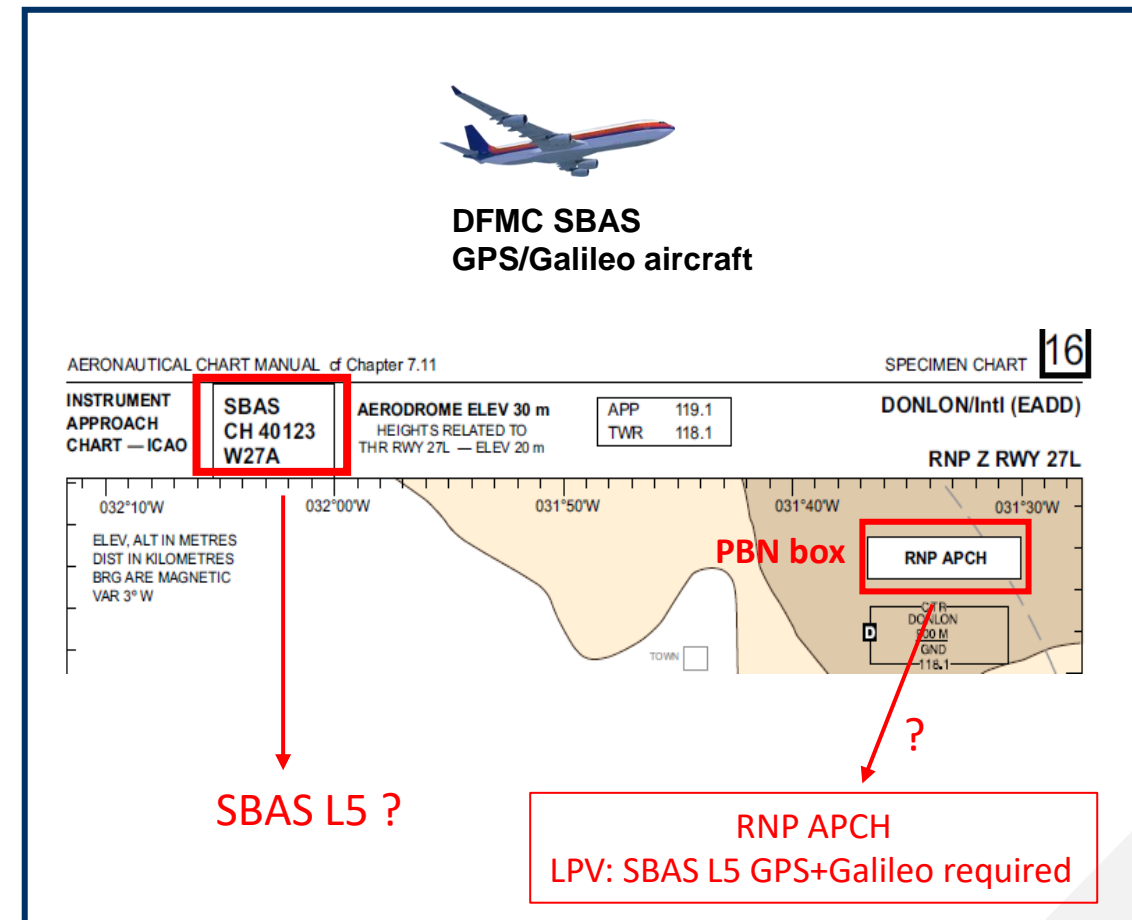 DFMC SBAS
GPS/Galileo aircraft
AERONAUTICAL CHART MANUAL cf Chapter 7.11
SPECIMEN CHART 16
INSTRUMENT
APPROACH
CHART — ICAO
SBAS
CH 40123
W27A
AERODROME ELEV 30 m
HEIGHTS RELATED TO
THR RWY 27L — ELEV 20 m
APP 119.1
TWR 118.1
DONLON/Intl (EADD)
RNP Z RWY 27L
032°10'W 032°00'W 031°50'W 031°40'W 031°30'W
ELEV, ALT IN METRES
DIST IN KILOMETRES
BRG ARE MAGNETIC
VAR 3° W
PBN box
RNP APCH
CTR
DONLON
D
GND
118.1
TOWN
?
SBAS L5 ?
RNP APCH
LPV: SBAS L5 GPS+Galileo required